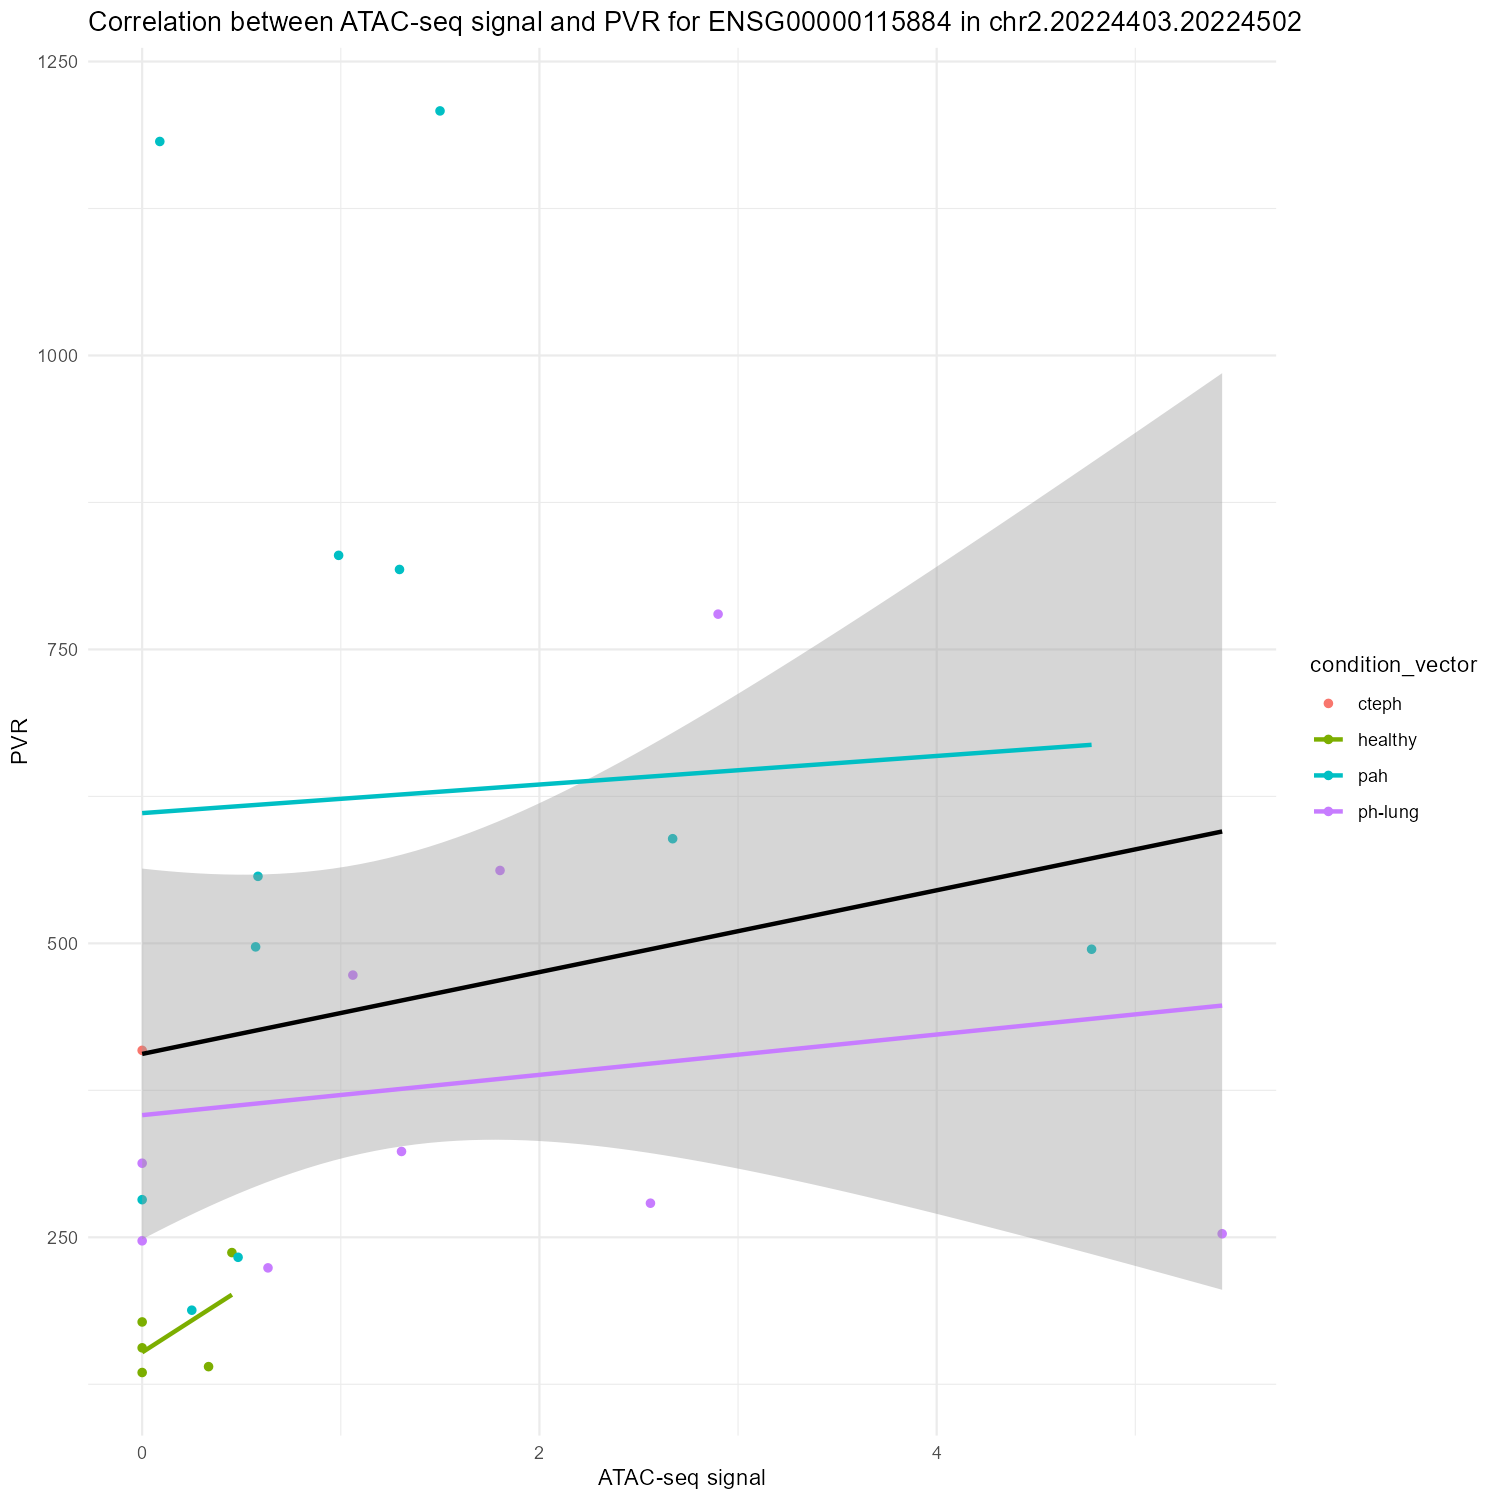 Correlation between ATAC-seq signal and PVR for ENSG00000115884 in chr2.20224403.20224502
1250
1000
750
500
250
PVR
0
2
4
ATAC-seq signal
condition_vector
cteph
healthy
pah
ph-lung